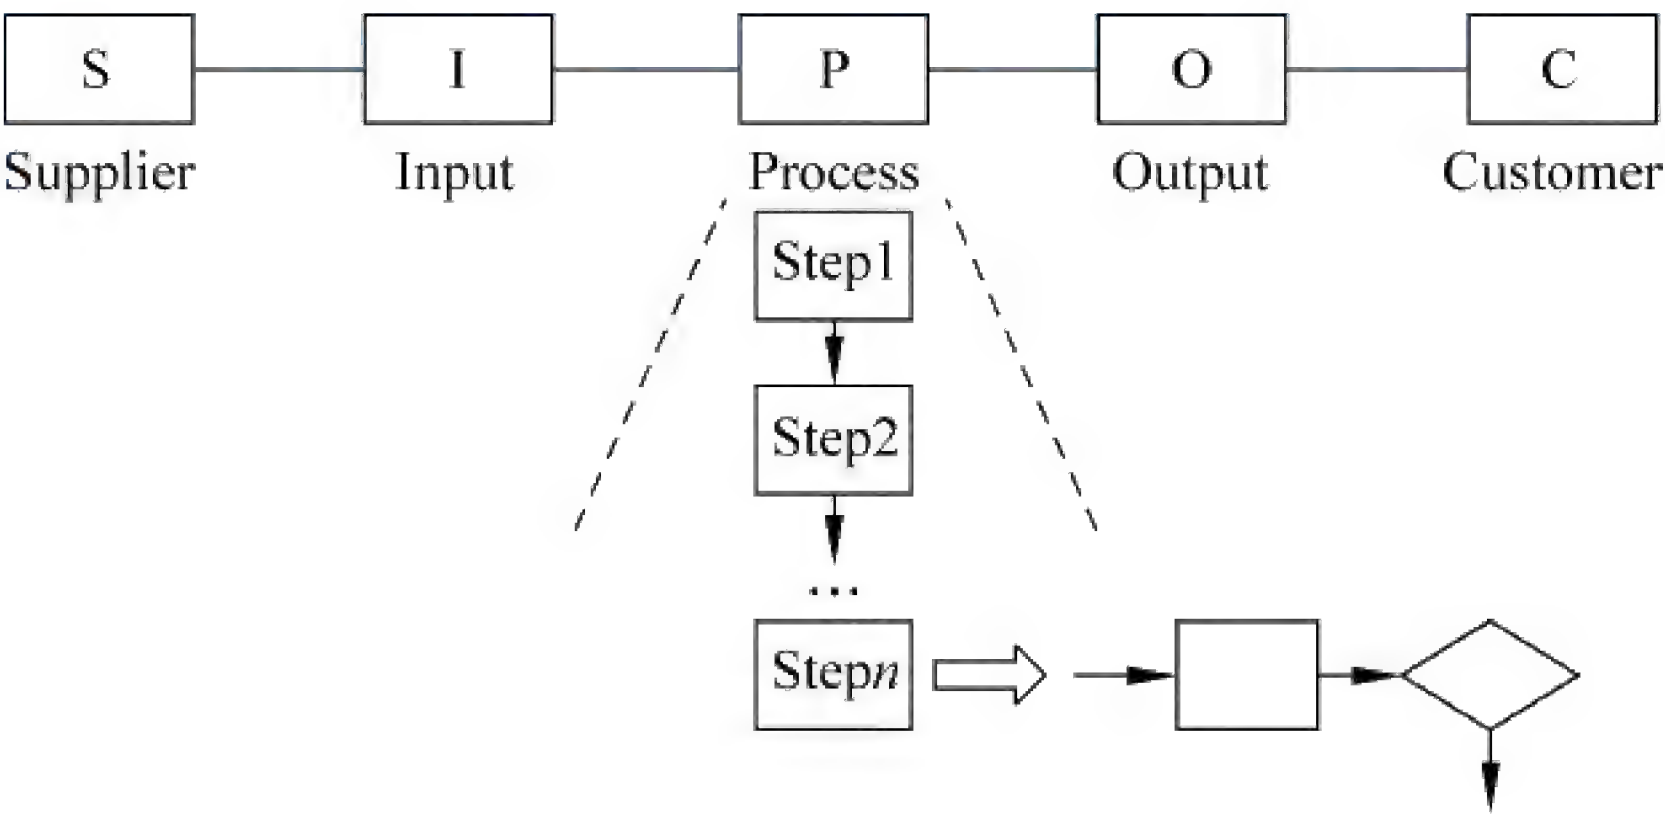 S I P O C
Supplier Input Process Output Customer
Step1
Step2
...
Stepn